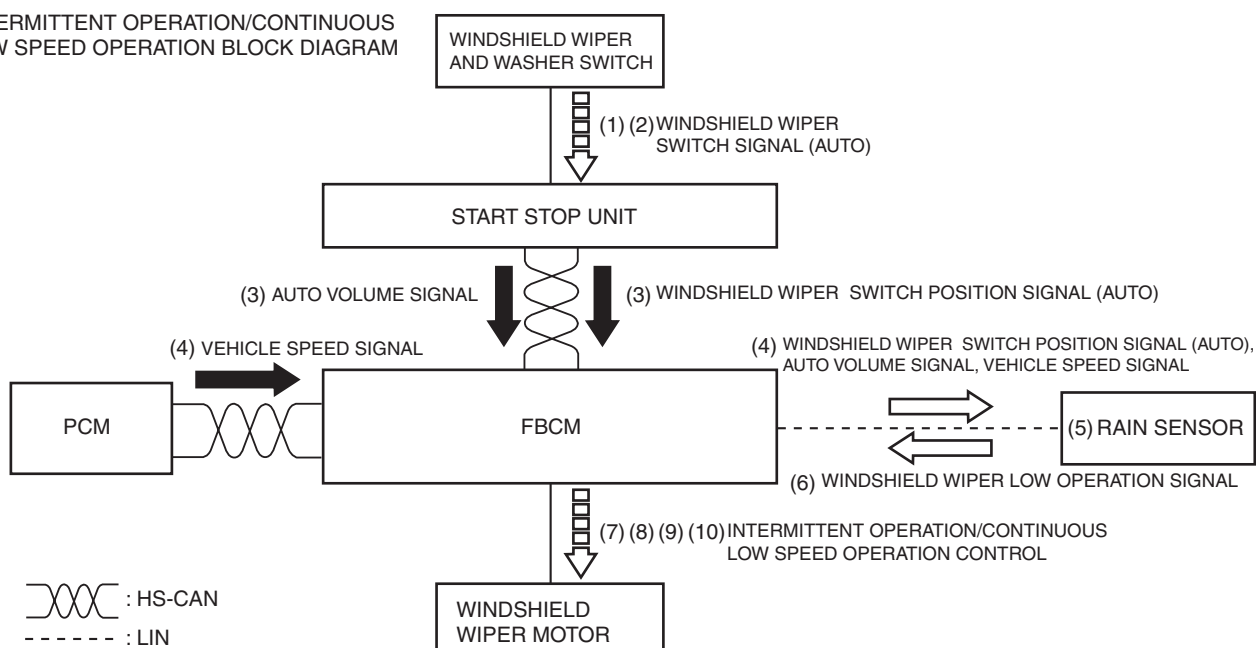 OPERATION/CONTINUOUS
SPEED OPERATION BLOCK DIAGRAM
WINDSHIELD WIPER
AND WASHER SWITCH
(1) (2) WINDSHIELD WIPER
SWITCH SIGNAL (AUTO)
START STOP UNIT
(3) AUTO VOLUME SIGNAL
(3) WINDSHIELD WIPER SWITCH POSITION SIGNAL (AUTO)
(4) VEHICLE SPEED SIGNAL
(4) WINDSHIELD WIPER SWITCH POSITION SIGNAL (AUTO),
AUTO VOLUME SIGNAL, VEHICLE SPEED SIGNAL
PCM
FBCM
(5) RAIN SENSOR
(6) WINDSHIELD WIPER LOW OPERATION SIGNAL
(7) (8) (9) (10) INTERMITTENT OPERATION/CONTINUOUS
LOW SPEED OPERATION CONTROL
: HS-CAN
: LIN
WINDSHIELD
WIPER MOTOR